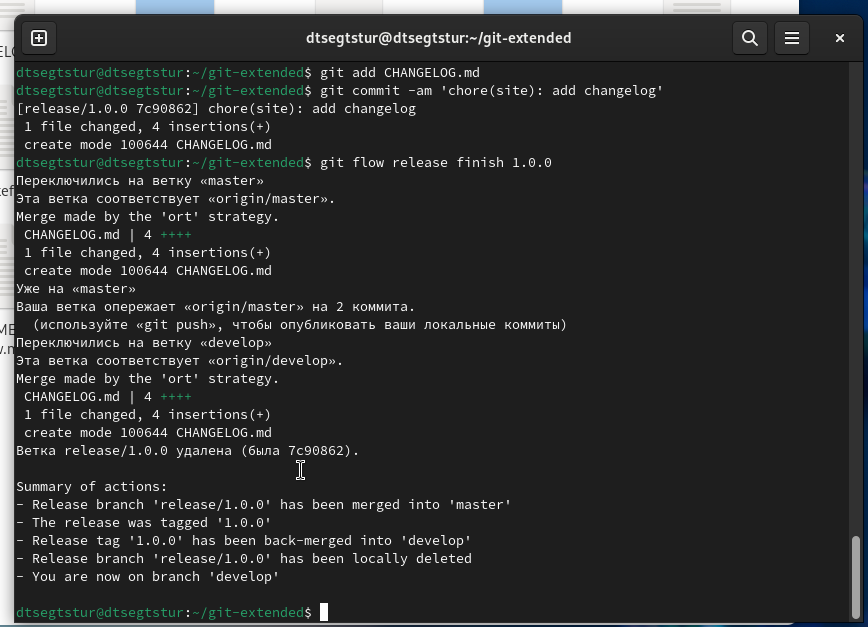 dtsegtstur@dtsegtstur:~/git-extended
dtsegtstur@dtsegtstur:~/git-extended$ git add CHANGELOG.md
dtsegtstur@dtsegtstur:~/git-extended$ git commit -am 'chore(site): add changelog'
[release/1.0.0 7c90862] chore(site): add changelog
 1 file changed, 4 insertions(+)
 create mode 100644 CHANGELOG.md
dtsegtstur@dtsegtstur:~/git-extended$ git flow release finish 1.0.0
Переключились на ветку «master»
Эта ветка соответствует «origin/master».
Merge made by the 'ort' strategy.
 CHANGELOG.md | 4 ++++
 1 file changed, 4 insertions(+)
 create mode 100644 CHANGELOG.md
Уже на «master»
Ваша ветка опережает «origin/master» на 2 коммита.
  (используйте «git push», чтобы опубликовать ваши локальные коммиты)
Переключились на ветку «develop»
Эта ветка соответствует «origin/develop».
Merge made by the 'ort' strategy.
 CHANGELOG.md | 4 ++++
 1 file changed, 4 insertions(+)
 create mode 100644 CHANGELOG.md
Ветка release/1.0.0 удалена (была 7c90862).
Summary of actions:
- Release branch 'release/1.0.0' has been merged into 'master'
- The release was tagged '1.0.0'
- Release tag '1.0.0' has been back-merged into 'develop'
- Release branch 'release/1.0.0' has been locally deleted
- You are now on branch 'develop'
dtsegtstur@dtsegtstur:~/git-extended$